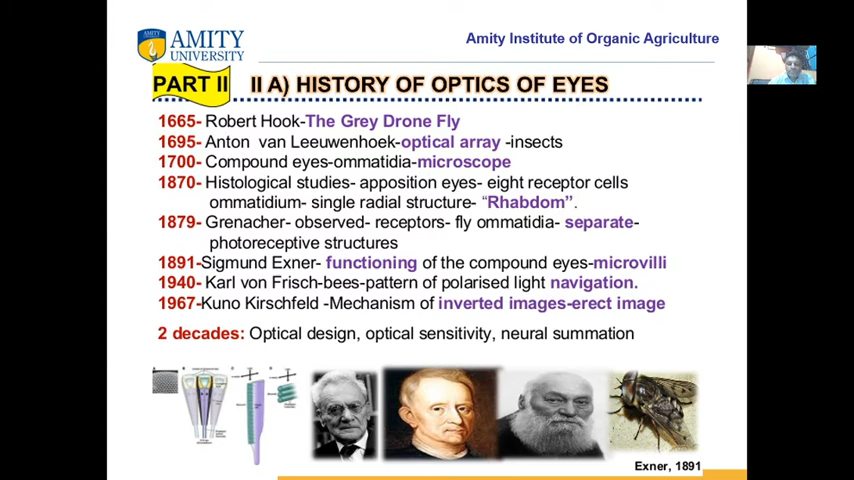 AMITY
UNIVERSITY
Amity Institute of Organic Agriculture
PART II
II A) HISTORY OF OPTICS OF EYES
1665- Robert Hook-The Grey Drone Fly
1695- Anton van Leeuwenhoek-optical array -insects
1700- Compound eyes-ommatidia-microscope
1870- Histological studies- apposition eyes- eight receptor cells
ommatidium- single radial structure- “Rhabdom”.
1879- Grenacher- observed- receptors- fly ommatidia- separate-
photoreceptive structures
1891-Sigmund Exner- functioning of the compound eyes-microvilli
1940- Karl von Frisch-bees-pattern of polarised light navigation.
1967-Kuno Kirschfeld -Mechanism of inverted images-erect image
2 decades: Optical design, optical sensitivity, neural summation
Exner, 1891